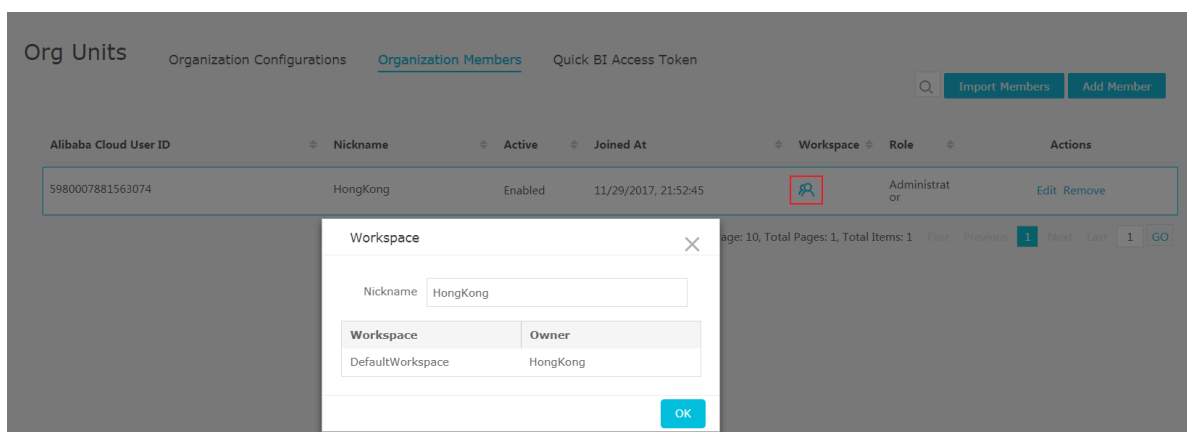 Org Units
Organization Configurations Organization Members Quick BI Access Token
Import Members Add Member
Alibaba Cloud User ID Nickname Active Joined At Workspace Role Actions
5980007881563074 HongKong Enabled 11/29/2017, 21:52:45 Administrat
or Edit Remove
age: 10, Total Pages: 1, Total Items: 1 First Previous 1 Next Last 1 GO
Workspace
Nickname HongKong
Workspace Owner
DefaultWorkspace HongKong
OK